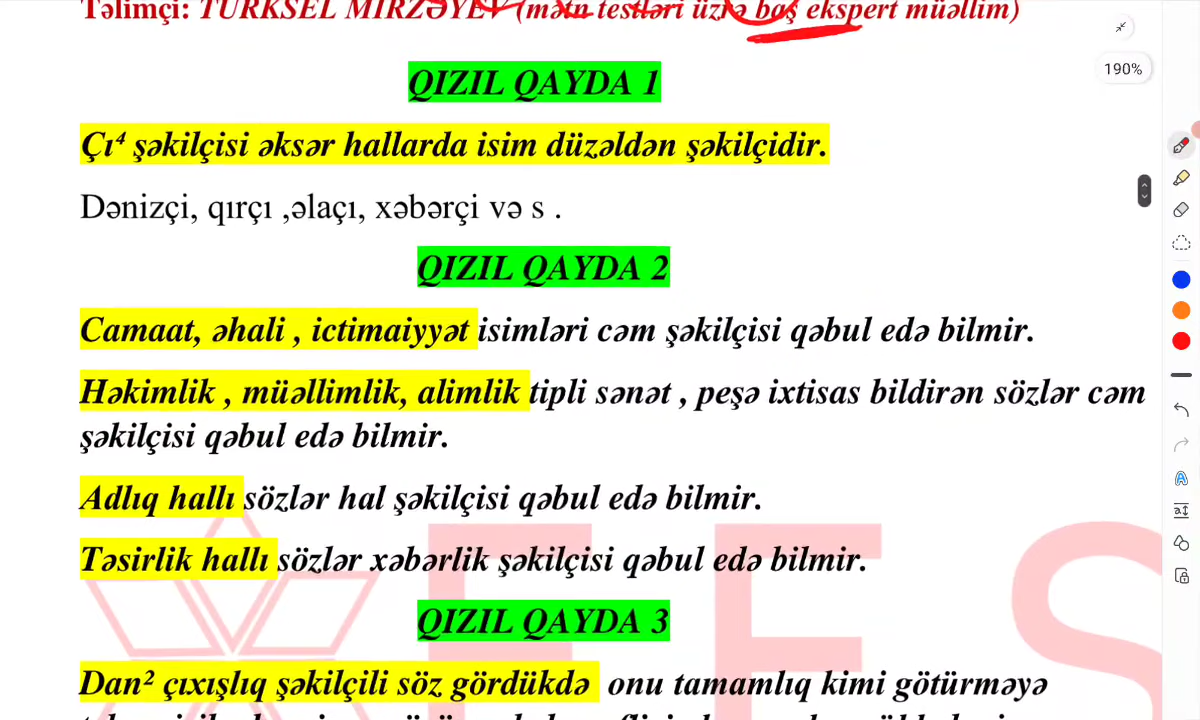 Təlimçi: TÜRKSEL MİRZƏYEV (mətn testləri üzrə baş ekspert müəllim)
190%
QIZIL QAYDA 1
Çı⁴ şəkilçisi əksər hallarda isim düzəldən şəkilçidir.
Dənizçi, qırçı ,əlaçı, xəbərçi və s .
QIZIL QAYDA 2
Camaat, əhali , ictimaiyyət isimləri cəm şəkilçisi qəbul edə bilmir.
Həkimlik , müəllimlik, alimlik tipli sənət , peşə ixtisas bildirən sözlər cəm
şəkilçisi qəbul edə bilmir.
Adlıq hallı sözlər hal şəkilçisi qəbul edə bilmir.
Təsirlik hallı sözlər xəbərlik şəkilçisi qəbul edə bilmir.
QIZIL QAYDA 3
Dan² çıxışlıq şəkilçili söz gördükdə onu tamamlıq kimi götürməyə